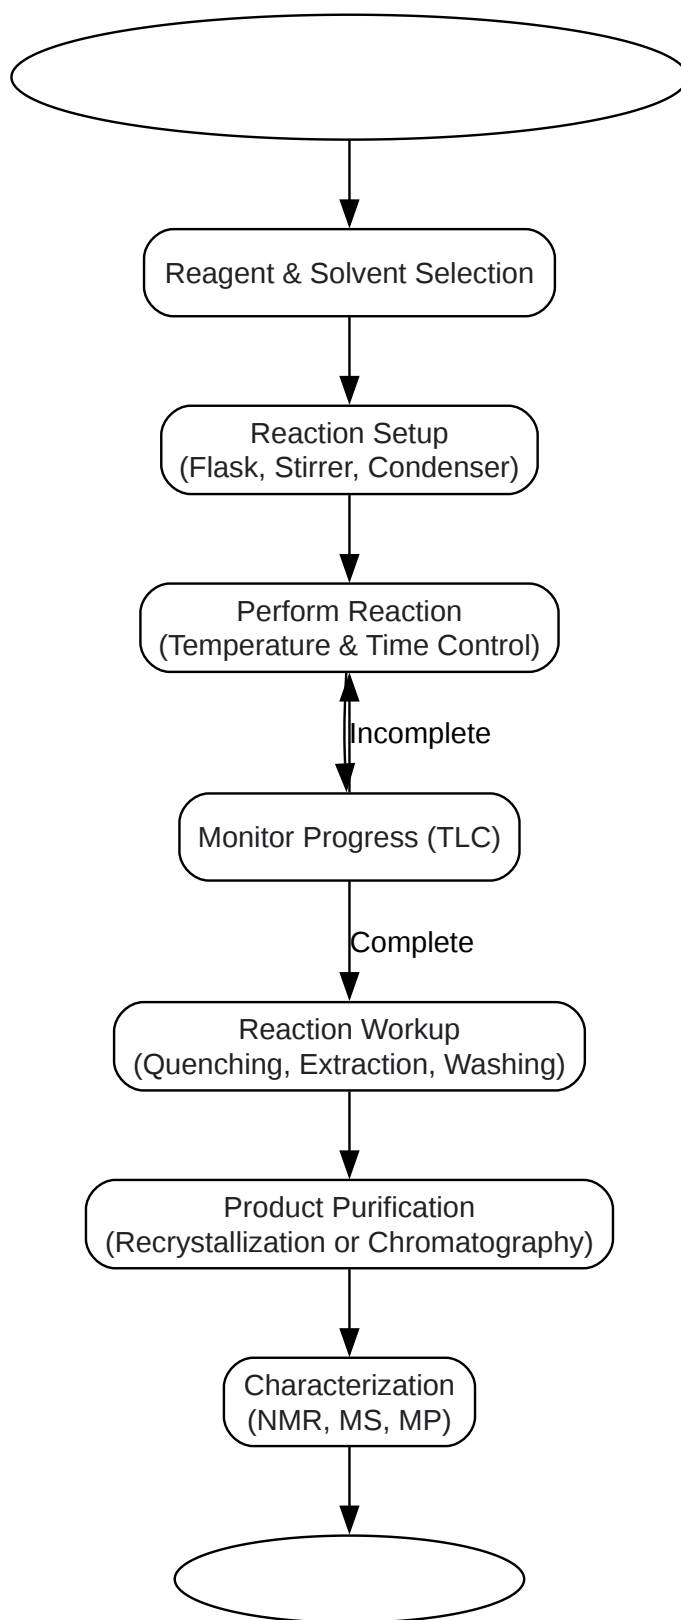 Reagent & Solvent Selection
Reaction Setup
(Flask, Stirrer, Condenser)
Perform Reaction
(Temperature & Time Control)
Incomplete
Monitor Progress (TLC)
Complete
Reaction Workup
(Quenching, Extraction, Washing)
Product Purification
(Recrystallization or Chromatography)
Characterization
(NMR, MS, MP)